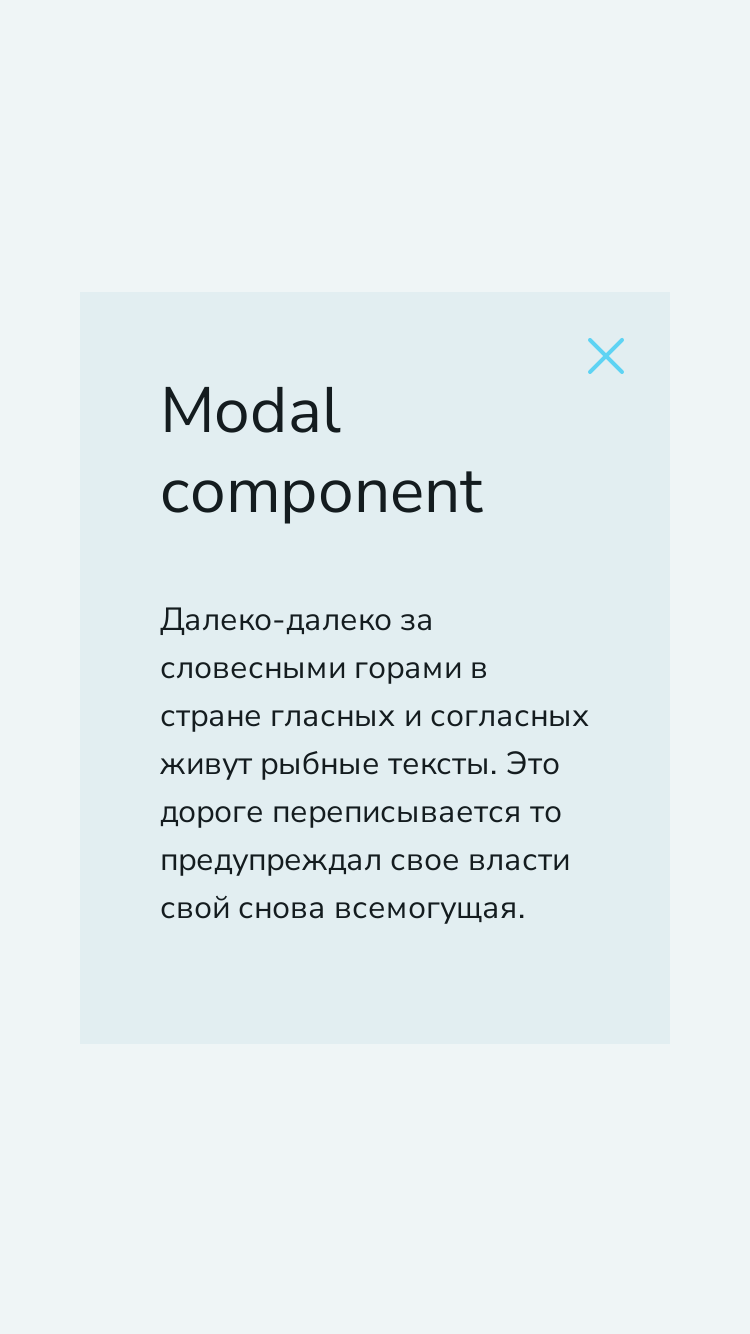 Modal
component
Далеко-далеко за
словесными горами в
стране гласных и согласных
живут рыбные тексты. Это
дороге переписывается то
предупреждал свое власти
свой снова всемогущая.